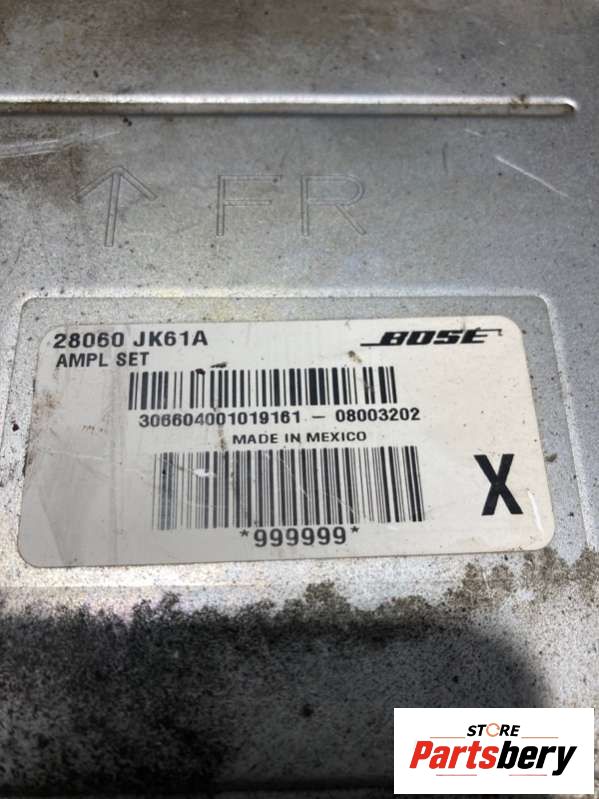 ↑ FR
28060 JK61A
BOSE
AMPL SET
306604001019161 - 08003202
MADE IN MEXICO
X
*999999*
STORE
Partsbery